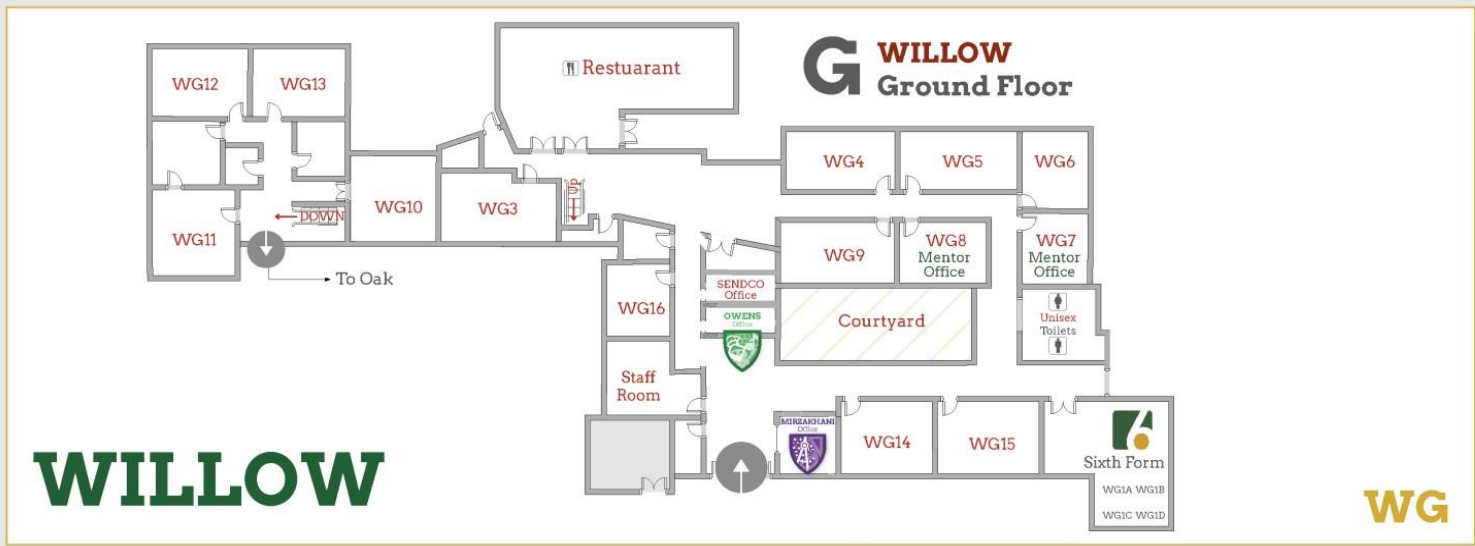 G WILLOW
Ground Floor
Restuarant
WG12
WG13
WG4
WG5
WG6
UP
WG10
WG3
DOWN
WG11
WG9
WG8
Mentor
Office
WG7
Mentor
Office
To Oak
SENDCO
Office
WG16
OWENS
Office
Courtyard
Unisex
Toilets
Staff
Room
MIRZAKHANI
Office
WG14
WG15
6
Sixth Form
WG1A WG1B
WG1C WG1D
WILLOW
WG